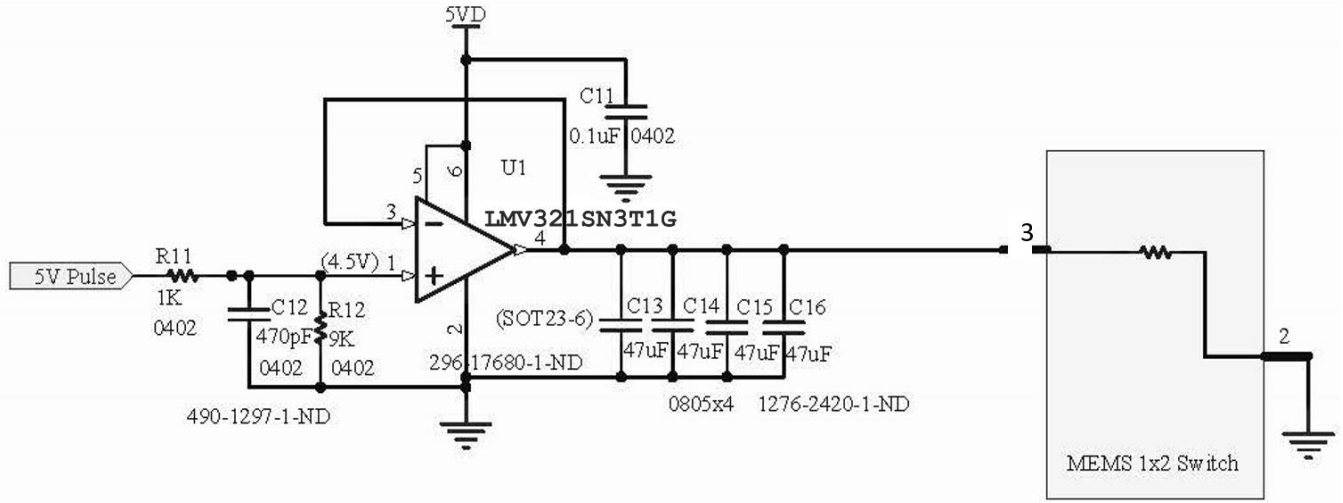 5VD
C11
0.1uF 0402
5
6
U1
3
LMV321SN3T1G
4
3
R11
5V Pulse
(4.5V) 1
1K
0402
C12
R12
470pF
9K
0402
0402
2
(SOT23-6)
C13
C14
C15
C16
47uF
47uF
47uF
47uF
2
296-17680-1-ND
490-1297-1-ND
0805x4
1276-2420-1-ND
MEMS 1x2 Switch